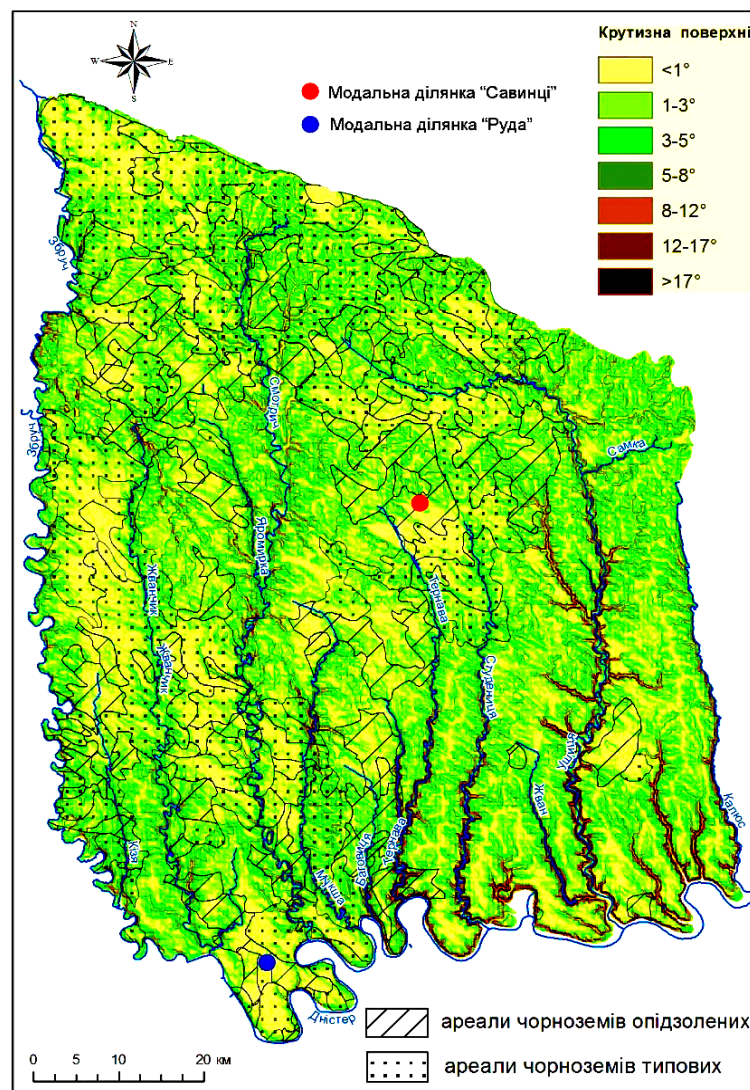 N
W E
S
Крутизна поверхні
<1°
1-3°
3-5°
5-8°
8-12°
12-17°
>17°
Модальна ділянка “Савинці”
Модальна ділянка “Руда”
Збруч
Збруч
Смотрич
Самка
Яромирка
Жванчик
Жванчик
Тернава
Студениця
Ушиця
Жван
Калюс
Кізя
Мукша
Баговиця
Тернава
Дністер
ареали чорноземів опідзолених
ареали чорноземів типових
0 5 10 20 км